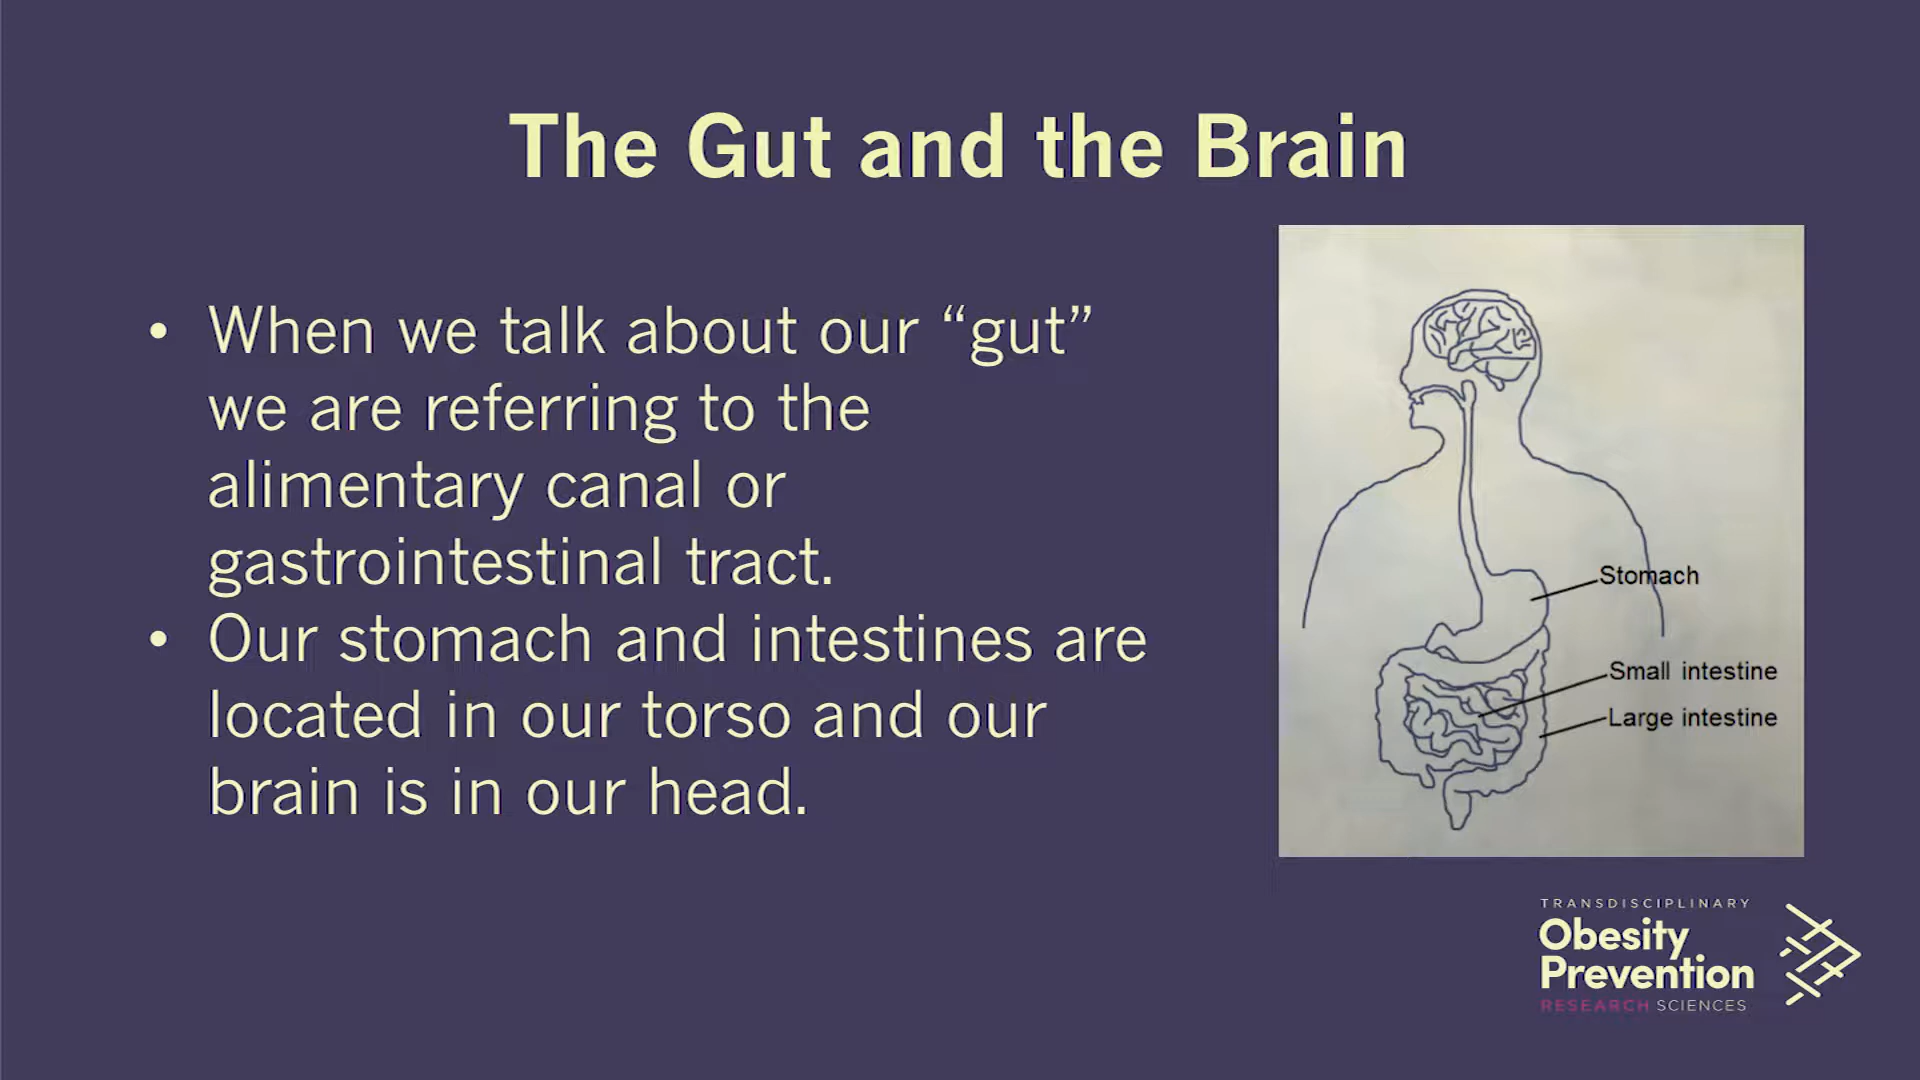 The Gut and the Brain
• When we talk about our “gut”
we are referring to the
alimentary canal or
gastrointestinal tract.
• Our stomach and intestines are
located in our torso and our
brain is in our head.
Stomach
Small intestine
Large intestine
TRANSDISCIPLINARY
Obesity
Prevention
RESEARCH SCIENCES